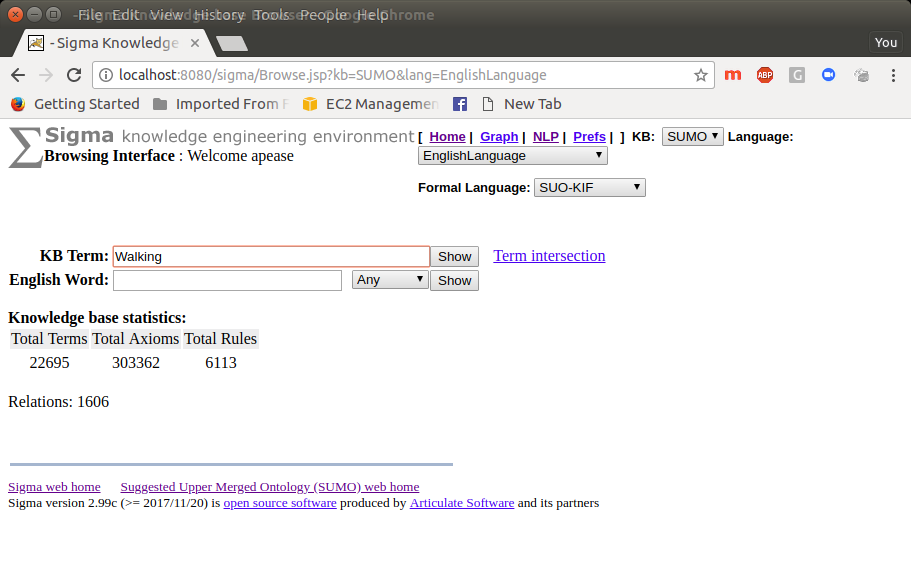 File Edit View History Tools People Help
- Sigma Knowledge
You
localhost:8080/sigma/Browse.jsp?kb=SUMO&lang=EnglishLanguage
Getting Started Imported From F EC2 Managemen New Tab
Sigma knowledge engineering environment [ Home | Graph | NLP | Prefs | ] KB: SUMO Language:
Browsing Interface : Welcome apease EnglishLanguage
Formal Language: SUO-KIF
KB Term: Walking Show Term intersection
English Word: Any Show
Knowledge base statistics:
Total Terms Total Axioms Total Rules
22695 303362 6113
Relations: 1606
Sigma web home Suggested Upper Merged Ontology (SUMO) web home
Sigma version 2.99c (>= 2017/11/20) is open source software produced by Articulate Software and its partners